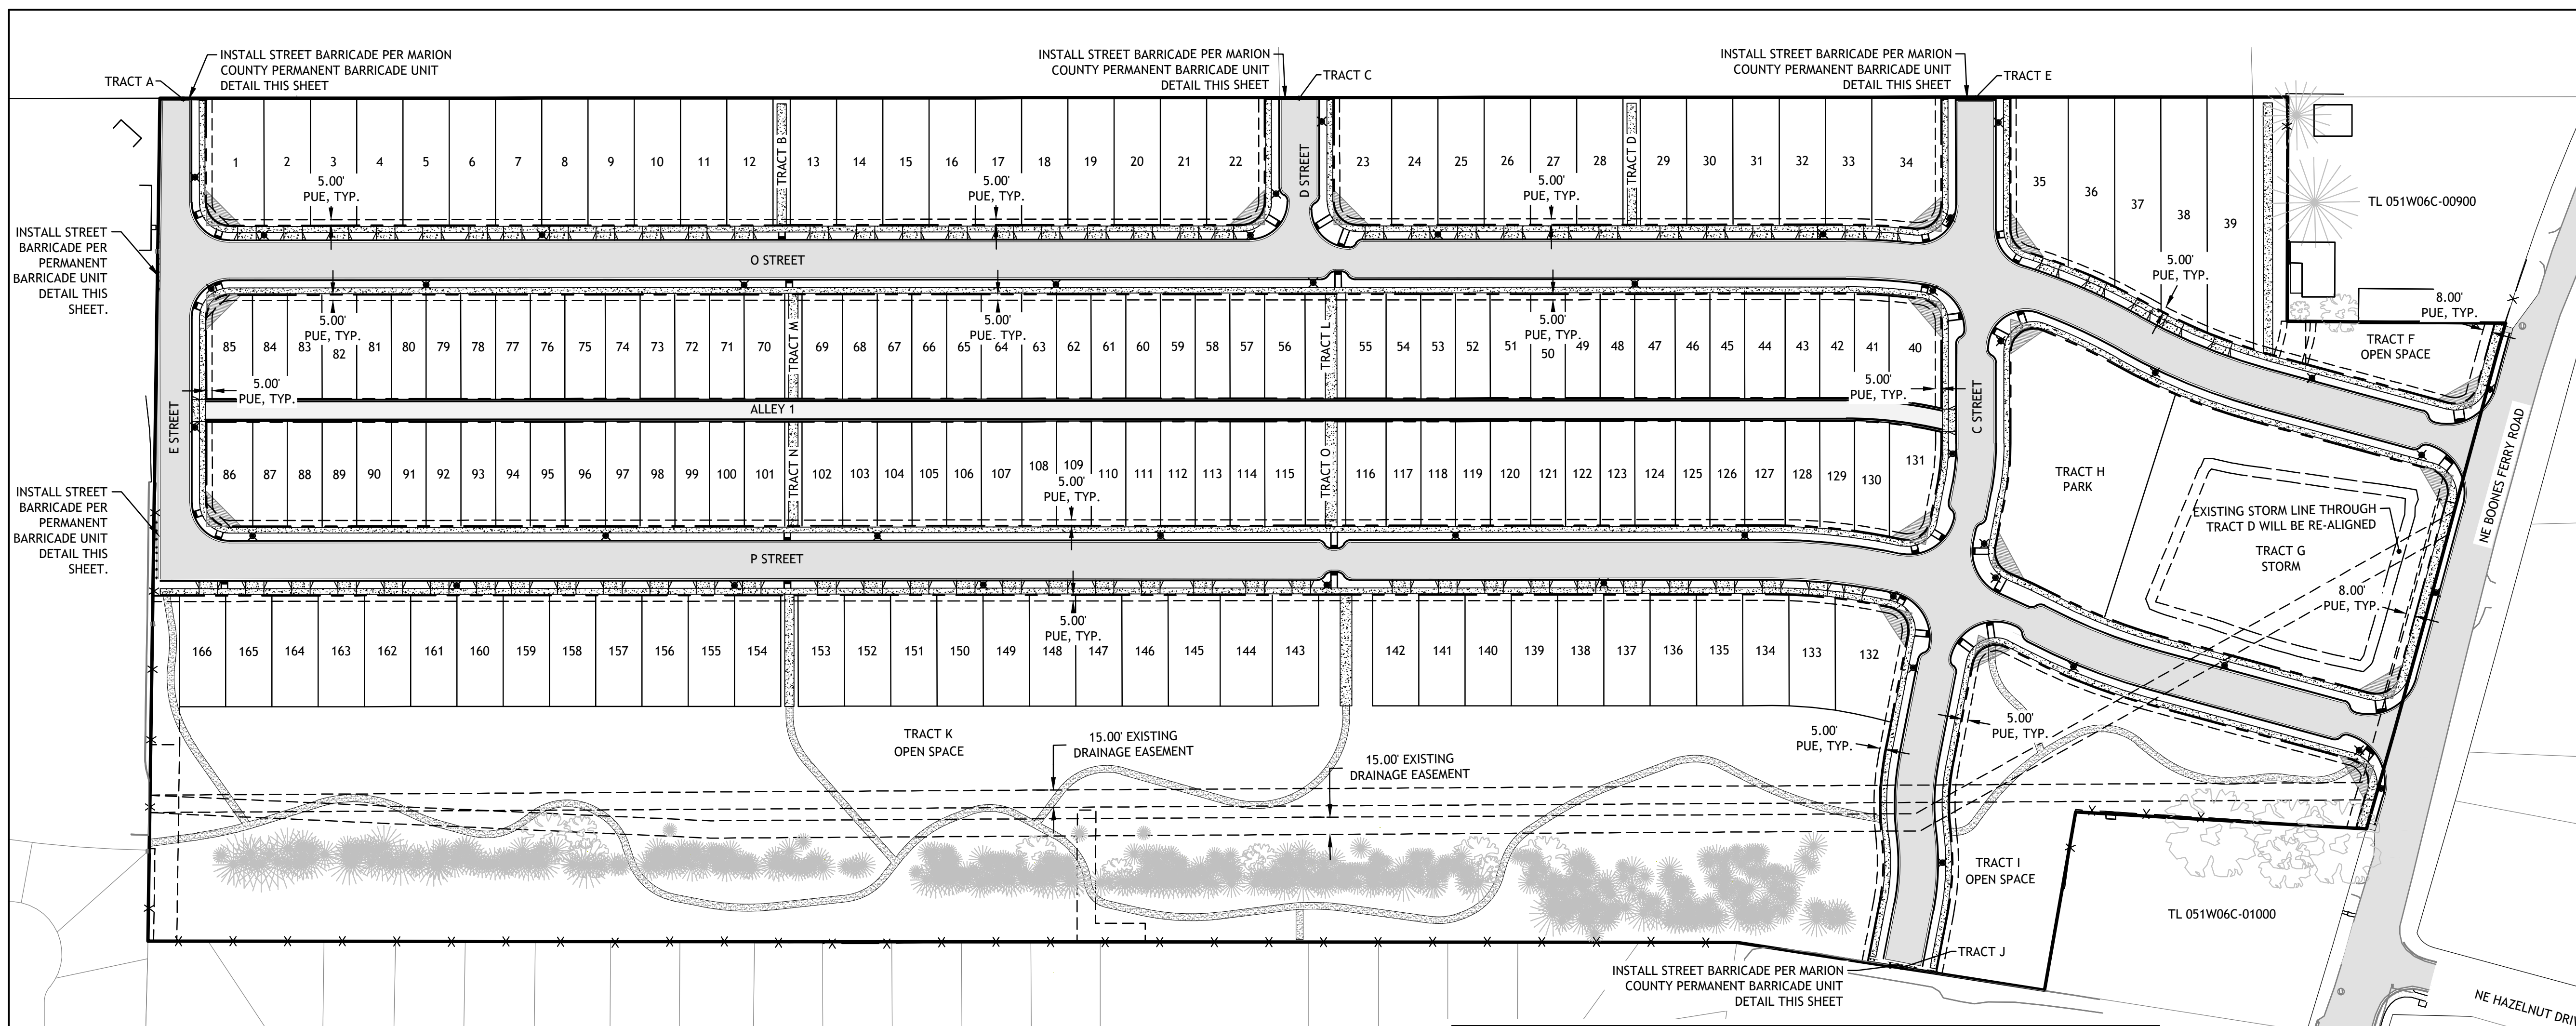 INSTALL STREET BARRICADE PER MARION
COUNTY PERMANENT BARRICADE UNIT
DETAIL THIS SHEET
TRACT A
INSTALL STREET BARRICADE PER MARION
COUNTY PERMANENT BARRICADE UNIT
DETAIL THIS SHEET
TRACT C
INSTALL STREET BARRICADE PER MARION
COUNTY PERMANENT BARRICADE UNIT
DETAIL THIS SHEET
TRACT E
1 2 3 4 5 6 7 8 9 10 11 12
TRACT B
13 14 15 16 17 18 19 20 21 22
D STREET
23 24 25 26 27 28
TRACT D
29 30 31 32 33 34
35 36 37 38 39
5.00'
PUE, TYP.
5.00'
PUE, TYP.
5.00'
PUE, TYP.
5.00'
PUE, TYP.
TL 051W06C-00900
INSTALL STREET
BARRICADE PER
PERMANENT
BARRICADE UNIT
DETAIL THIS
SHEET.
O STREET
8.00'
PUE, TYP.
TRACT F
OPEN SPACE
5.00'
PUE, TYP.
5.00'
PUE. TYP.
5.00'
PUE, TYP.
85 84 83 82 81 80 79 78 77 76 75 74 73 72 71 70
TRACT M
69 68 67 66 65 64 63 62 61 60 59 58 57 56
TRACT L
55 54 53 52 51 50 49 48 47 46 45 44 43 42 41 40
5.00'
PUE, TYP.
5.00'
PUE, TYP.
E STREET
ALLEY 1
C STREET
NE BOONES FERRY ROAD
86 87 88 89 90 91 92 93 94 95 96 97 98 99 100 101
TRACT N
102 103 104 105 106 107 108 109 110 111 112 113 114 115
TRACT O
116 117 118 119 120 121 122 123 124 125 126 127 128 129 130 131
5.00'
PUE, TYP.
TRACT H
PARK
EXISTING STORM LINE THROUGH
TRACT D WILL BE RE-ALIGNED
TRACT G
STORM
8.00'
PUE, TYP.
INSTALL STREET
BARRICADE PER
PERMANENT
BARRICADE UNIT
DETAIL THIS
SHEET.
P STREET
5.00'
PUE, TYP.
166 165 164 163 162 161 160 159 158 157 156 155 154
153 152 151 150 149 148 147 146 145 144 143
142 141 140 139 138 137 136 135 134 133 132
TRACT K
OPEN SPACE
15.00' EXISTING
DRAINAGE EASEMENT
15.00' EXISTING
DRAINAGE EASEMENT
5.00'
PUE, TYP.
5.00'
PUE, TYP.
TRACT I
OPEN SPACE
TL 051W06C-01000
TRACT J
INSTALL STREET BARRICADE PER MARION
COUNTY PERMANENT BARRICADE UNIT
DETAIL THIS SHEET
NE HAZELNUT